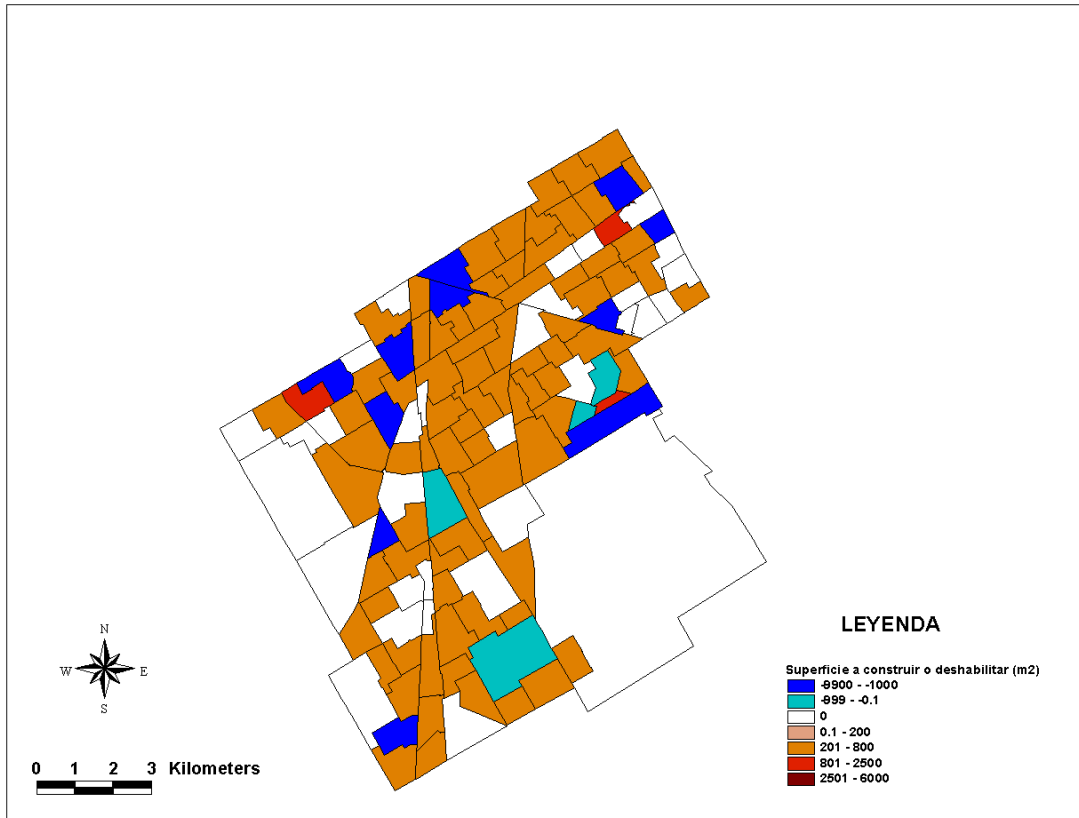 LEYENDA
Superficie a construir o deshabilitar (m2)
-9900 - -1000
-999 - -0.1
0
0.1 - 200
201 - 800
801 - 2500
2501 - 6000
N
W E
S
0 1 2 3 Kilometers